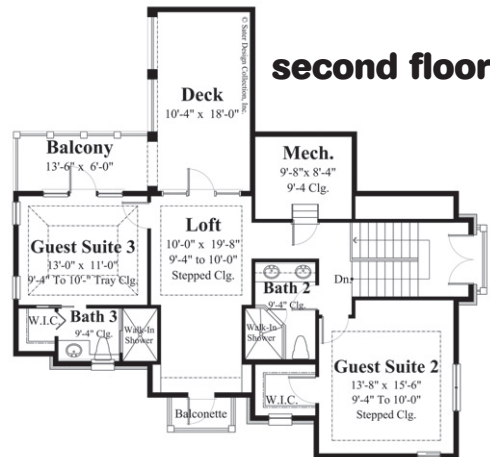 © Sater Design Collection, Inc.
second floor
Deck
10'-4" x 18'-0"
Balcony
13'-6" x 6'-0"
Mech.
9'-8"x 8'-4"
9'-4 Clg.
Loft
10'-0" x 19'-8"
9'-4" to 10'-0"
Stepped Clg.
Guest Suite 3
13'-0" x 11'-0"
9'-4" To 10'-0" Tray Clg.
Bath 2
9'-4" Clg.
Dn.
W.I.C.
Bath 3
9'-4" Clg.
Walk-In
Shower
Walk-In
Shower
Guest Suite 2
13'-8" x 15'-6"
9'-4" To 10'-0"
Stepped Clg.
W.I.C.
Balconette